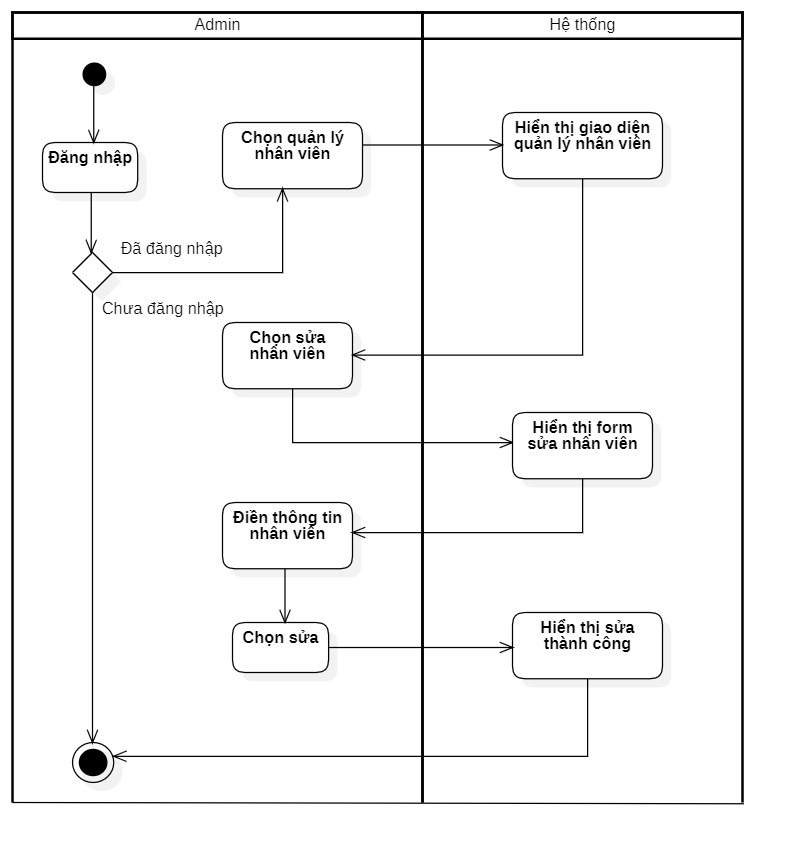 Admin
Hệ thống
Đăng nhập
Chọn quản lý
nhân viên
Hiển thị giao diện
quản lý nhân viên
Đã đăng nhập
Chưa đăng nhập
Chọn sửa
nhân viên
Hiển thị form
sửa nhân viên
Điền thông tin
nhân viên
Chọn sửa
Hiển thị sửa
thành công